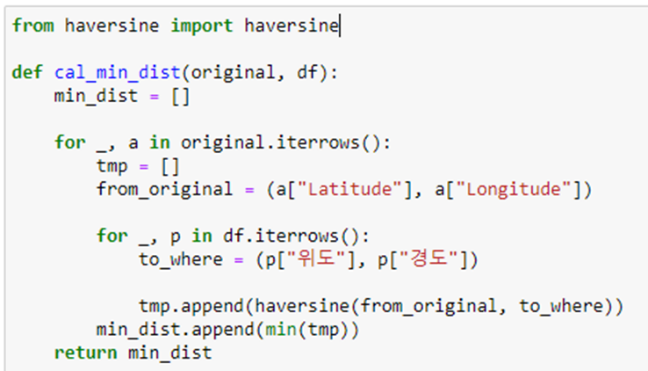 from haversine import haversine
def cal_min_dist(original, df):
    min_dist = []
    for _, a in original.iterrows():
        tmp = []
        from_original = (a["Latitude"], a["Longitude"])
        for _, p in df.iterrows():
            to_where = (p["위도"], p["경도"])
            tmp.append(haversine(from_original, to_where))
        min_dist.append(min(tmp))
    return min_dist